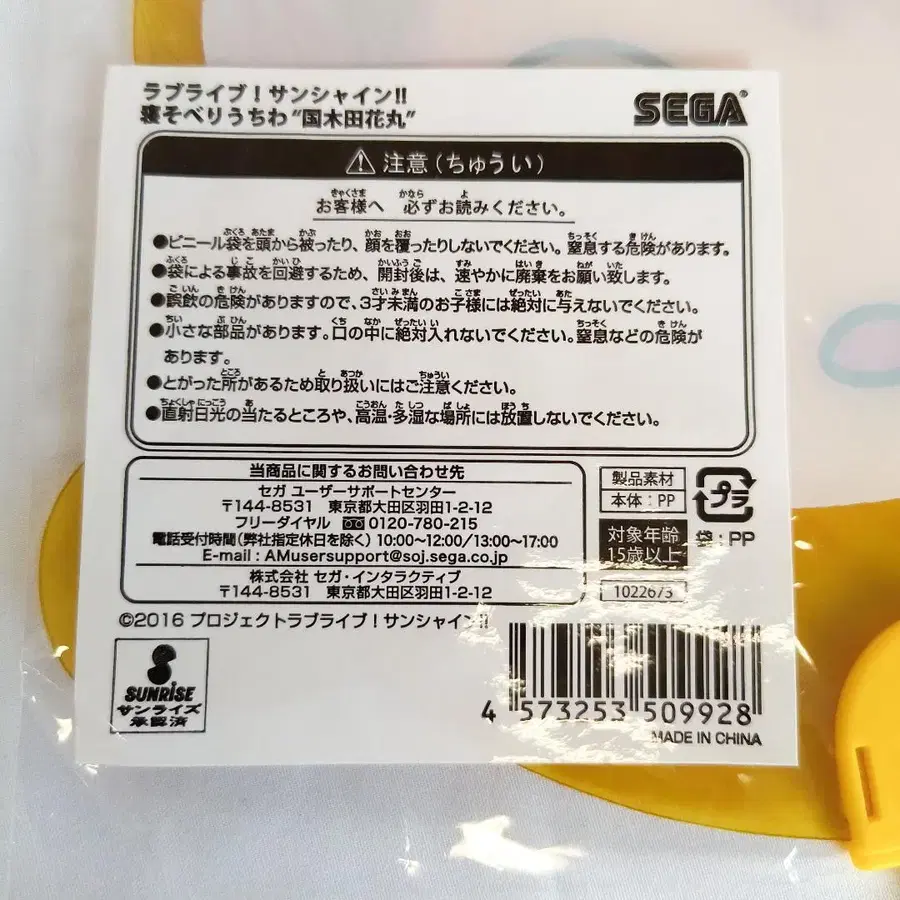 ラブライブ！サンシャイン!!
寝そべりうちわ“国木田花丸”
SEGA®
⚠ 注意（ちゅうい）
お客様へ 必ずお読みください。
●ビニール袋を頭から被ったり、顔を覆ったりしないでください。窒息する危険があります。
●袋による事故を回避するため、開封後は、速やかに廃棄をお願い致します。
●誤飲の危険がありますので、3才未満のお子様には絶対に与えないでください。
●小さな部品があります。口の中に絶対入れないでください。窒息などの危険が
あります。
●とがった所があるため取り扱いにはご注意ください。
●直射日光の当たるところや、高温・多湿な場所には放置しないでください。
当商品に関するお問い合わせ先
セガ ユーザーサポートセンター
〒144-8531 東京都大田区羽田1-2-12
フリーダイヤル 0120-780-215
電話受付時間（弊社指定休日を除く）10:00~12:00/13:00~17:00
E-mail : AMusersupport@soj.sega.co.jp
株式会社 セガ・インタラクティブ
〒144-8531 東京都大田区羽田1-2-12
製品素材
本体：PP
プラ
対象年齢
15歳以上
袋：PP
1022673
©2016 プロジェクトラブライブ！サンシャイン!!
SUNRISE
サンライズ
承認済
4 573253 509928
MADE IN CHINA